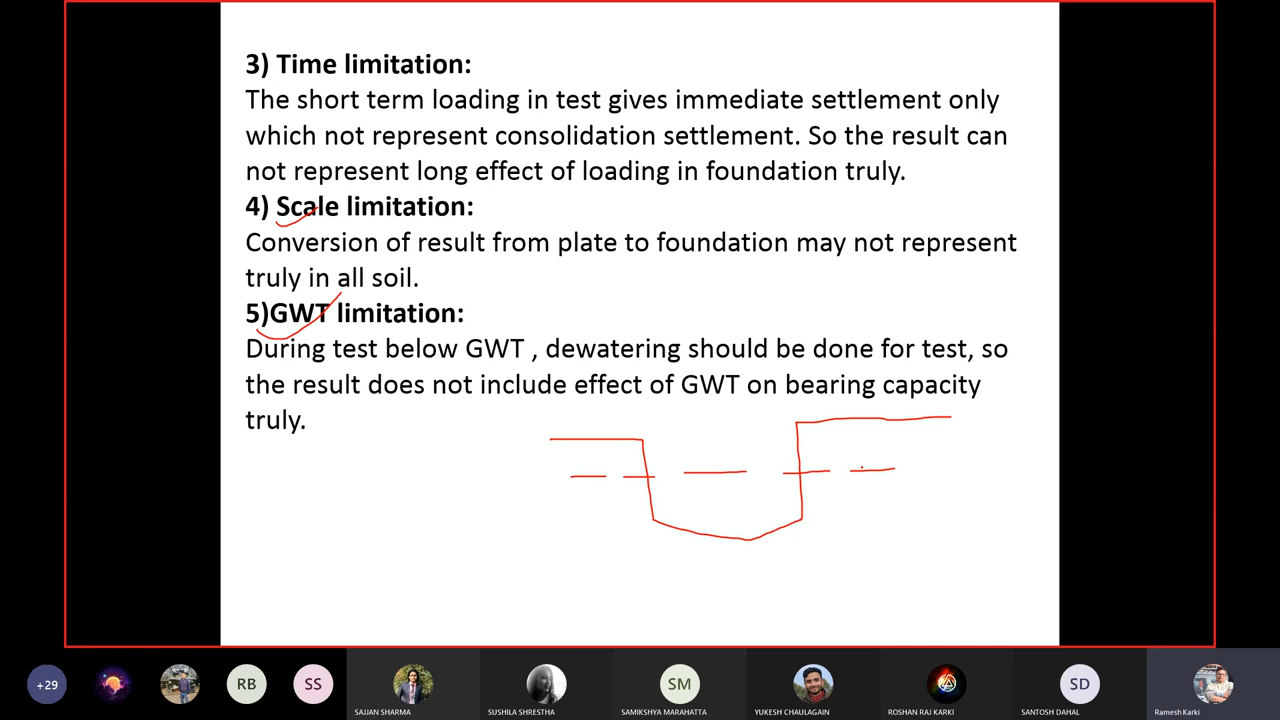 3) Time limitation:
The short term loading in test gives immediate settlement only
which not represent consolidation settlement. So the result can
not represent long effect of loading in foundation truly.
4) Scale limitation:
Conversion of result from plate to foundation may not represent
truly in all soil.
5)GWT limitation:
During test below GWT , dewatering should be done for test, so
the result does not include effect of GWT on bearing capacity
truly.
+29
RB
SS
SM
SD
SAJJAN SHARMA
SUSHILA SHRESTHA
SAMIKSHYA MARAHATTA
YUKESH CHAULAGAIN
ROSHAN RAJ KARKI
SANTOSH DAHAL
Ramesh Karki